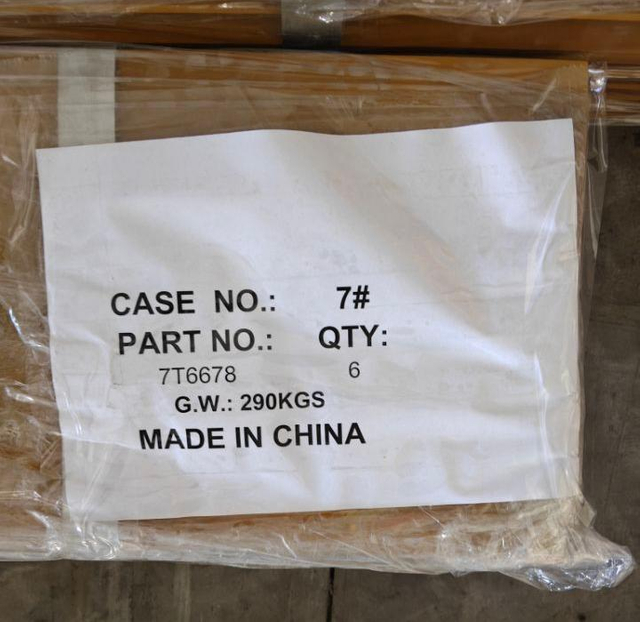 CASE NO.: 7#
PART NO.: QTY:
7T6678 6
G.W.: 290KGS
MADE IN CHINA